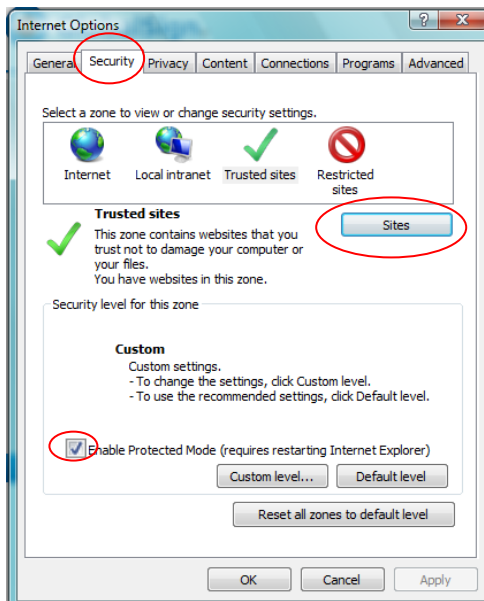 Internet Options
General Security Privacy Content Connections Programs Advanced
Select a zone to view or change security settings.
Internet Local intranet Trusted sites Restricted sites
Trusted sites
Sites
This zone contains websites that you
trust not to damage your computer or
your files.
You have websites in this zone.
Security level for this zone
Custom
Custom settings.
- To change the settings, click Custom level.
- To use the recommended settings, click Default level.
Enable Protected Mode (requires restarting Internet Explorer)
Custom level... Default level
Reset all zones to default level
OK Cancel Apply